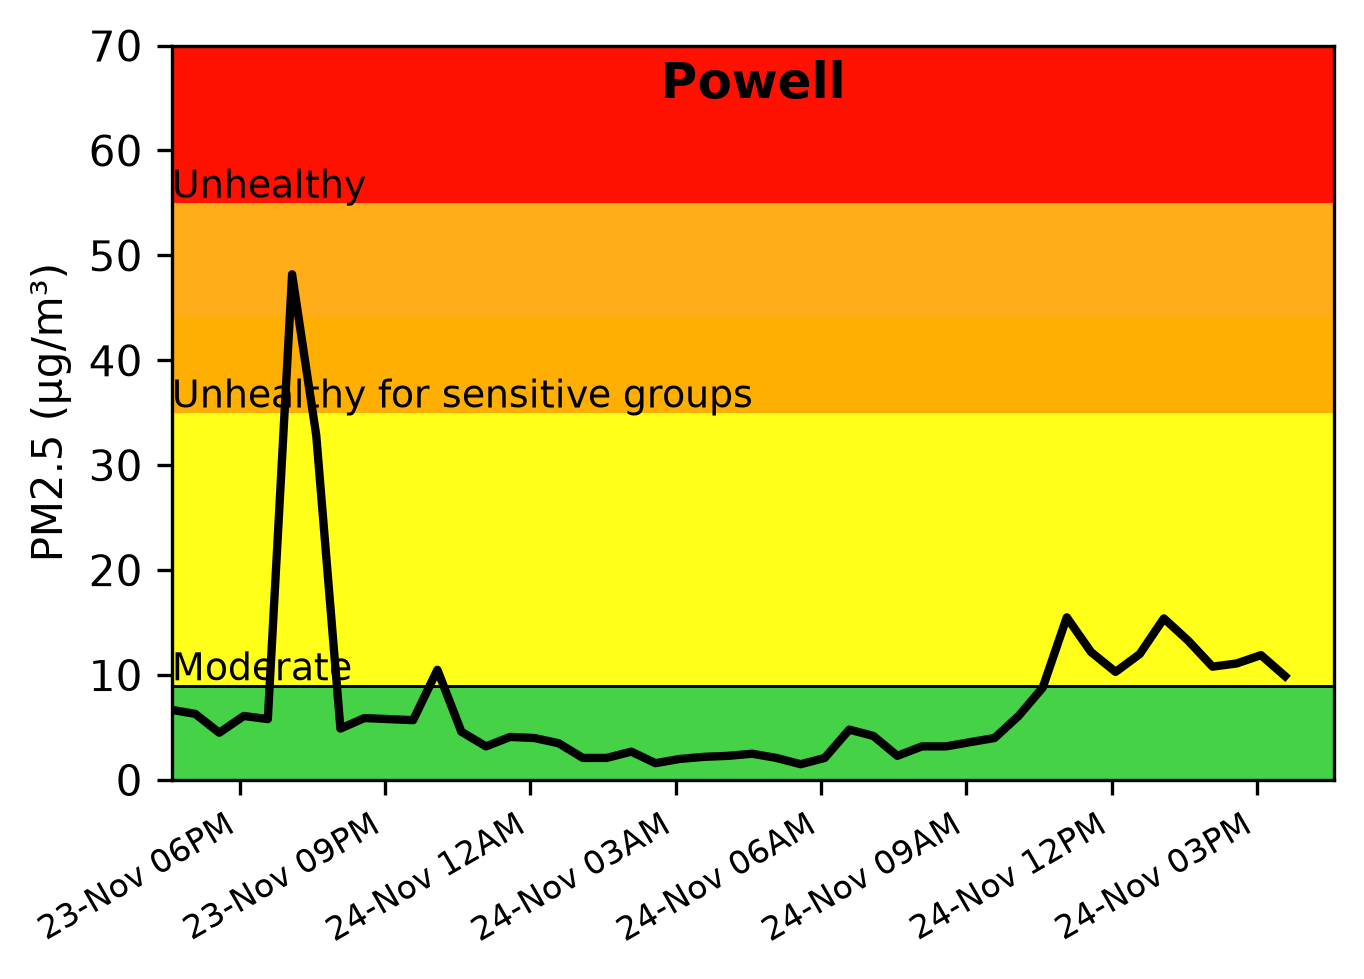 Powell
70
60
50
40
30
20
10
0
PM2.5 (µg/m³)
Unhealthy
Unhealthy for sensitive groups
Moderate
23-Nov 06PM
23-Nov 09PM
24-Nov 12AM
24-Nov 03AM
24-Nov 06AM
24-Nov 09AM
24-Nov 12PM
24-Nov 03PM